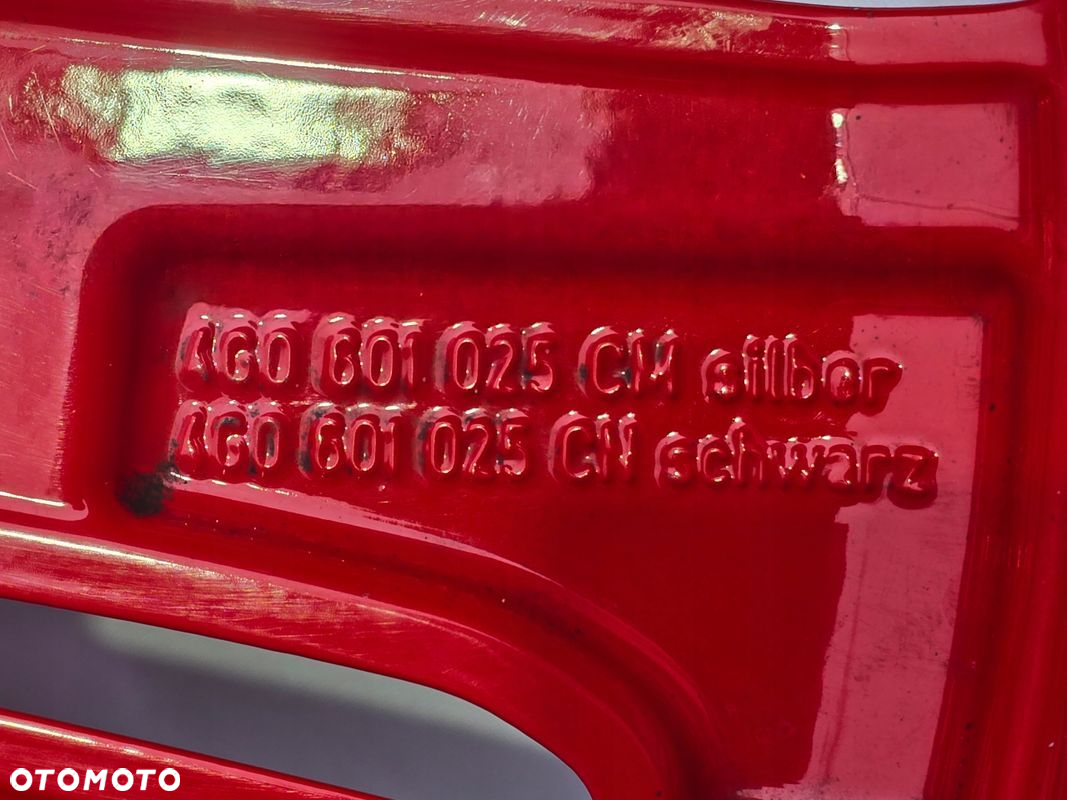 4G0 601 025 CM silber
4G0 601 025 CN schwarz
OTOMOTO